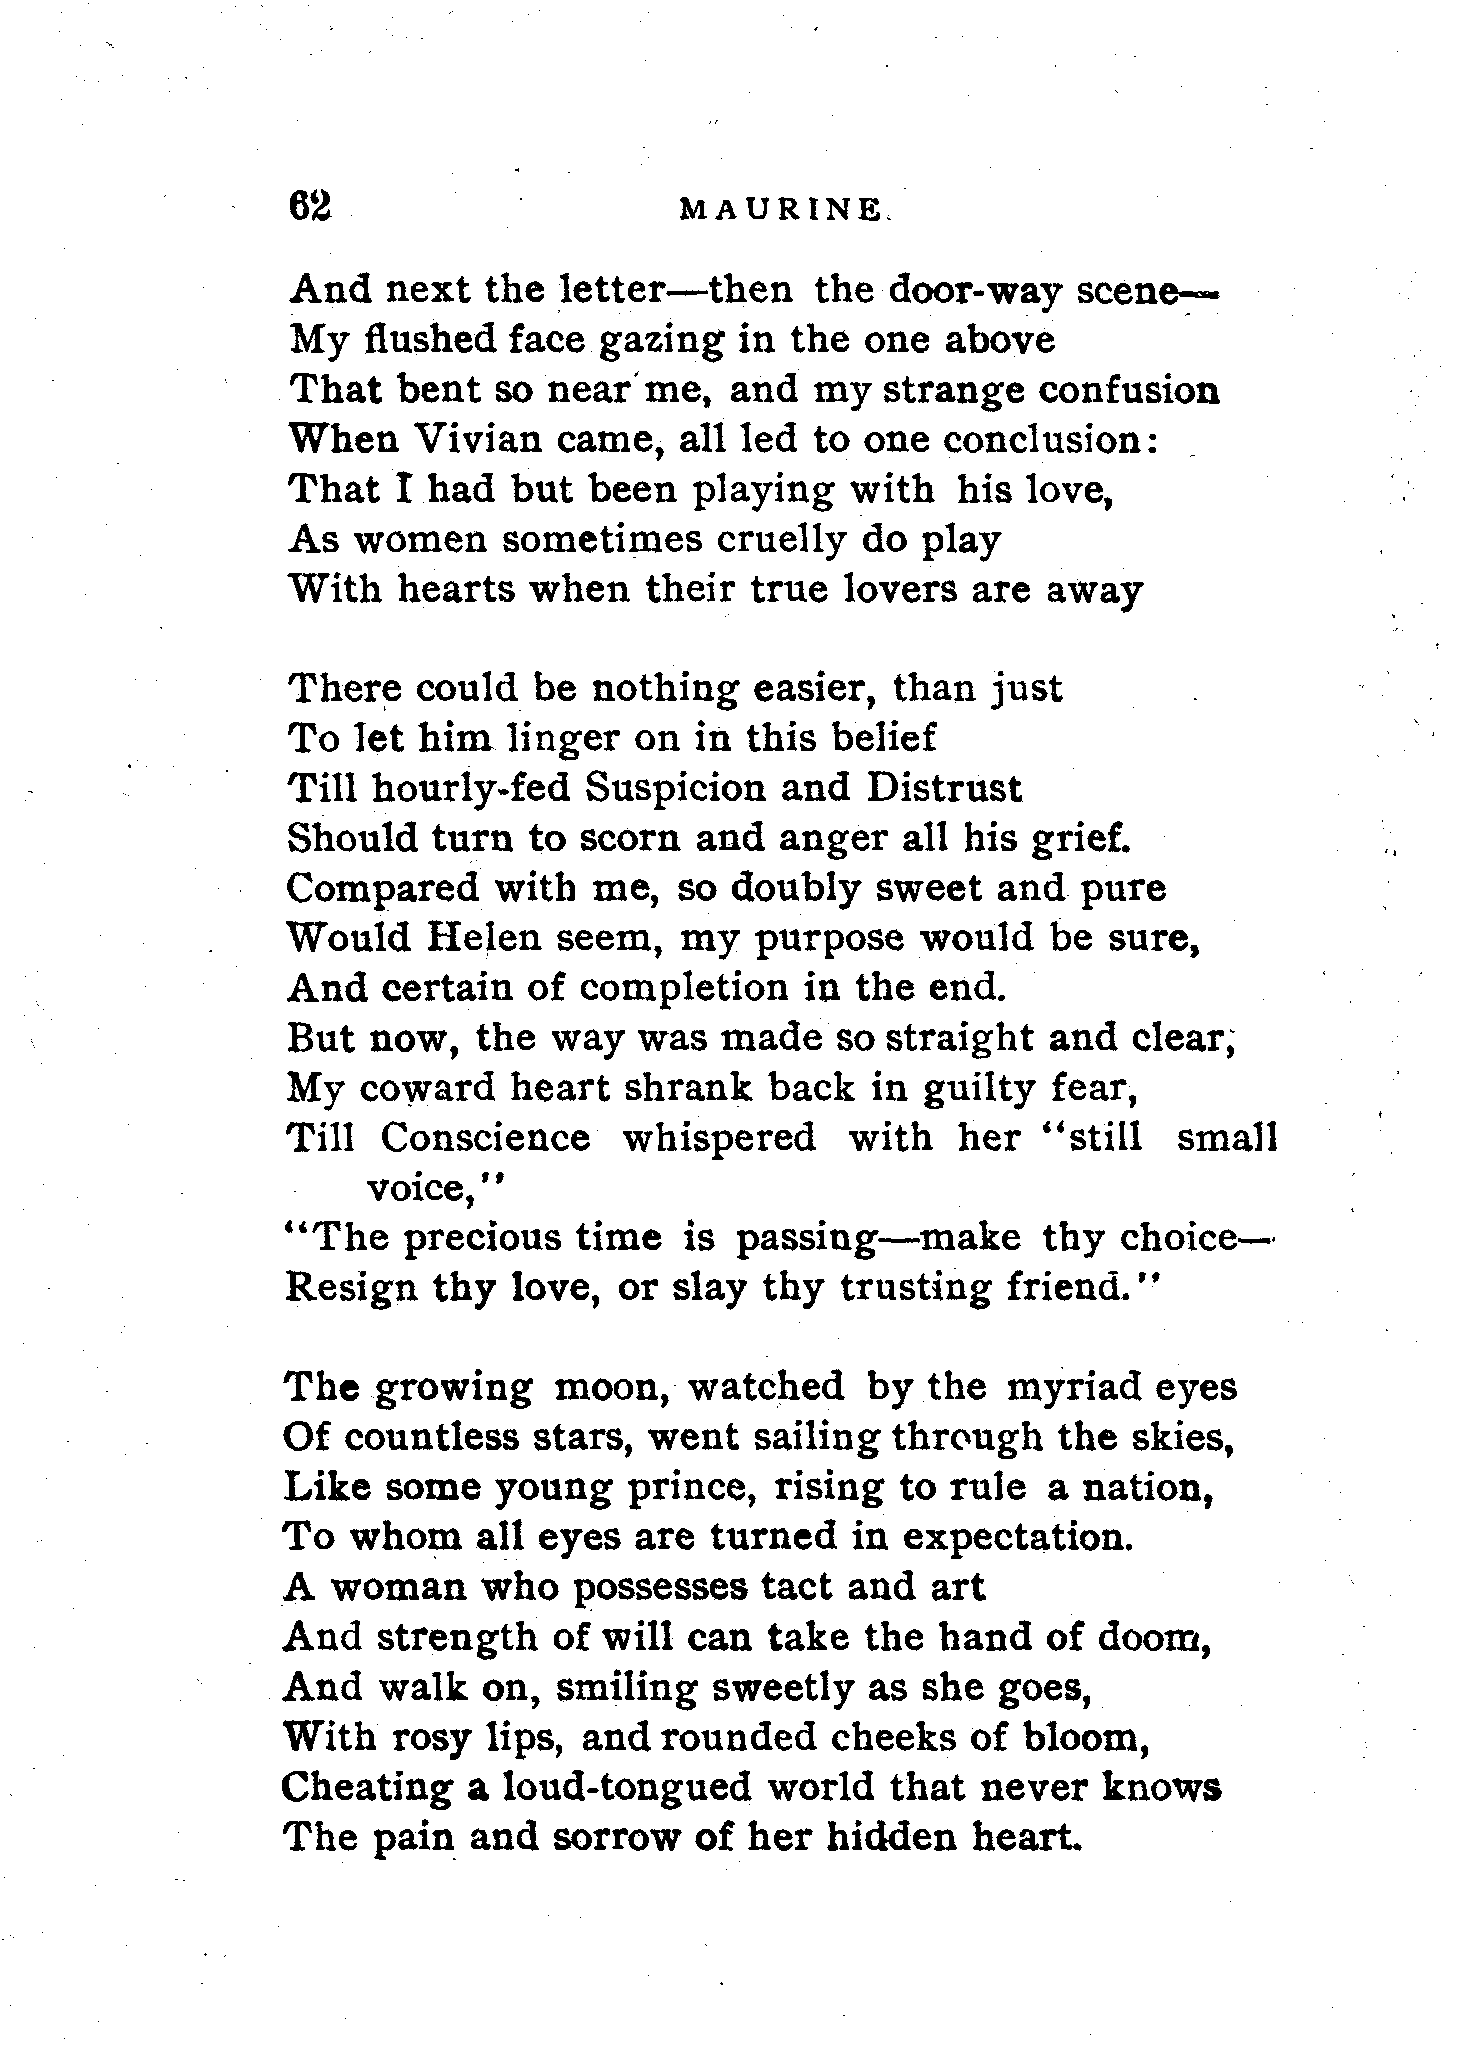 62 MAURINE.
And next the letter—then the door-way scene—
My flushed face gazing in the one above
That bent so near me, and my strange confusion
When Vivian came, all led to one conclusion:
That I had but been playing with his love,
As women sometimes cruelly do play
With hearts when their true lovers are away
There could be nothing easier, than just
To let him linger on in this belief
Till hourly-fed Suspicion and Distrust
Should turn to scorn and anger all his grief.
Compared with me, so doubly sweet and pure
Would Helen seem, my purpose would be sure,
And certain of completion in the end.
But now, the way was made so straight and clear,
My coward heart shrank back in guilty fear,
Till Conscience whispered with her "still small
voice,"
"The precious time is passing—make thy choice—
Resign thy love, or slay thy trusting friend."
The growing moon, watched by the myriad eyes
Of countless stars, went sailing through the skies,
Like some young prince, rising to rule a nation,
To whom all eyes are turned in expectation.
A woman who possesses tact and art
And strength of will can take the hand of doom,
And walk on, smiling sweetly as she goes,
With rosy lips, and rounded cheeks of bloom,
Cheating a loud-tongued world that never knows
The pain and sorrow of her hidden heart.